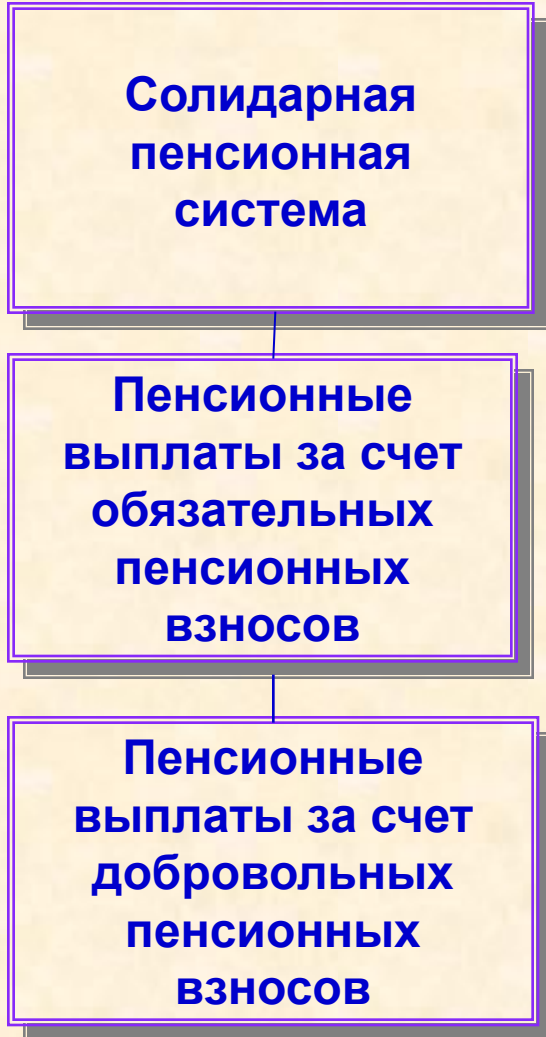 Солидарная
пенсионная
система
Пенсионные
выплаты за счет
обязательных
пенсионных
взносов
Пенсионные
выплаты за счет
добровольных
пенсионных
взносов